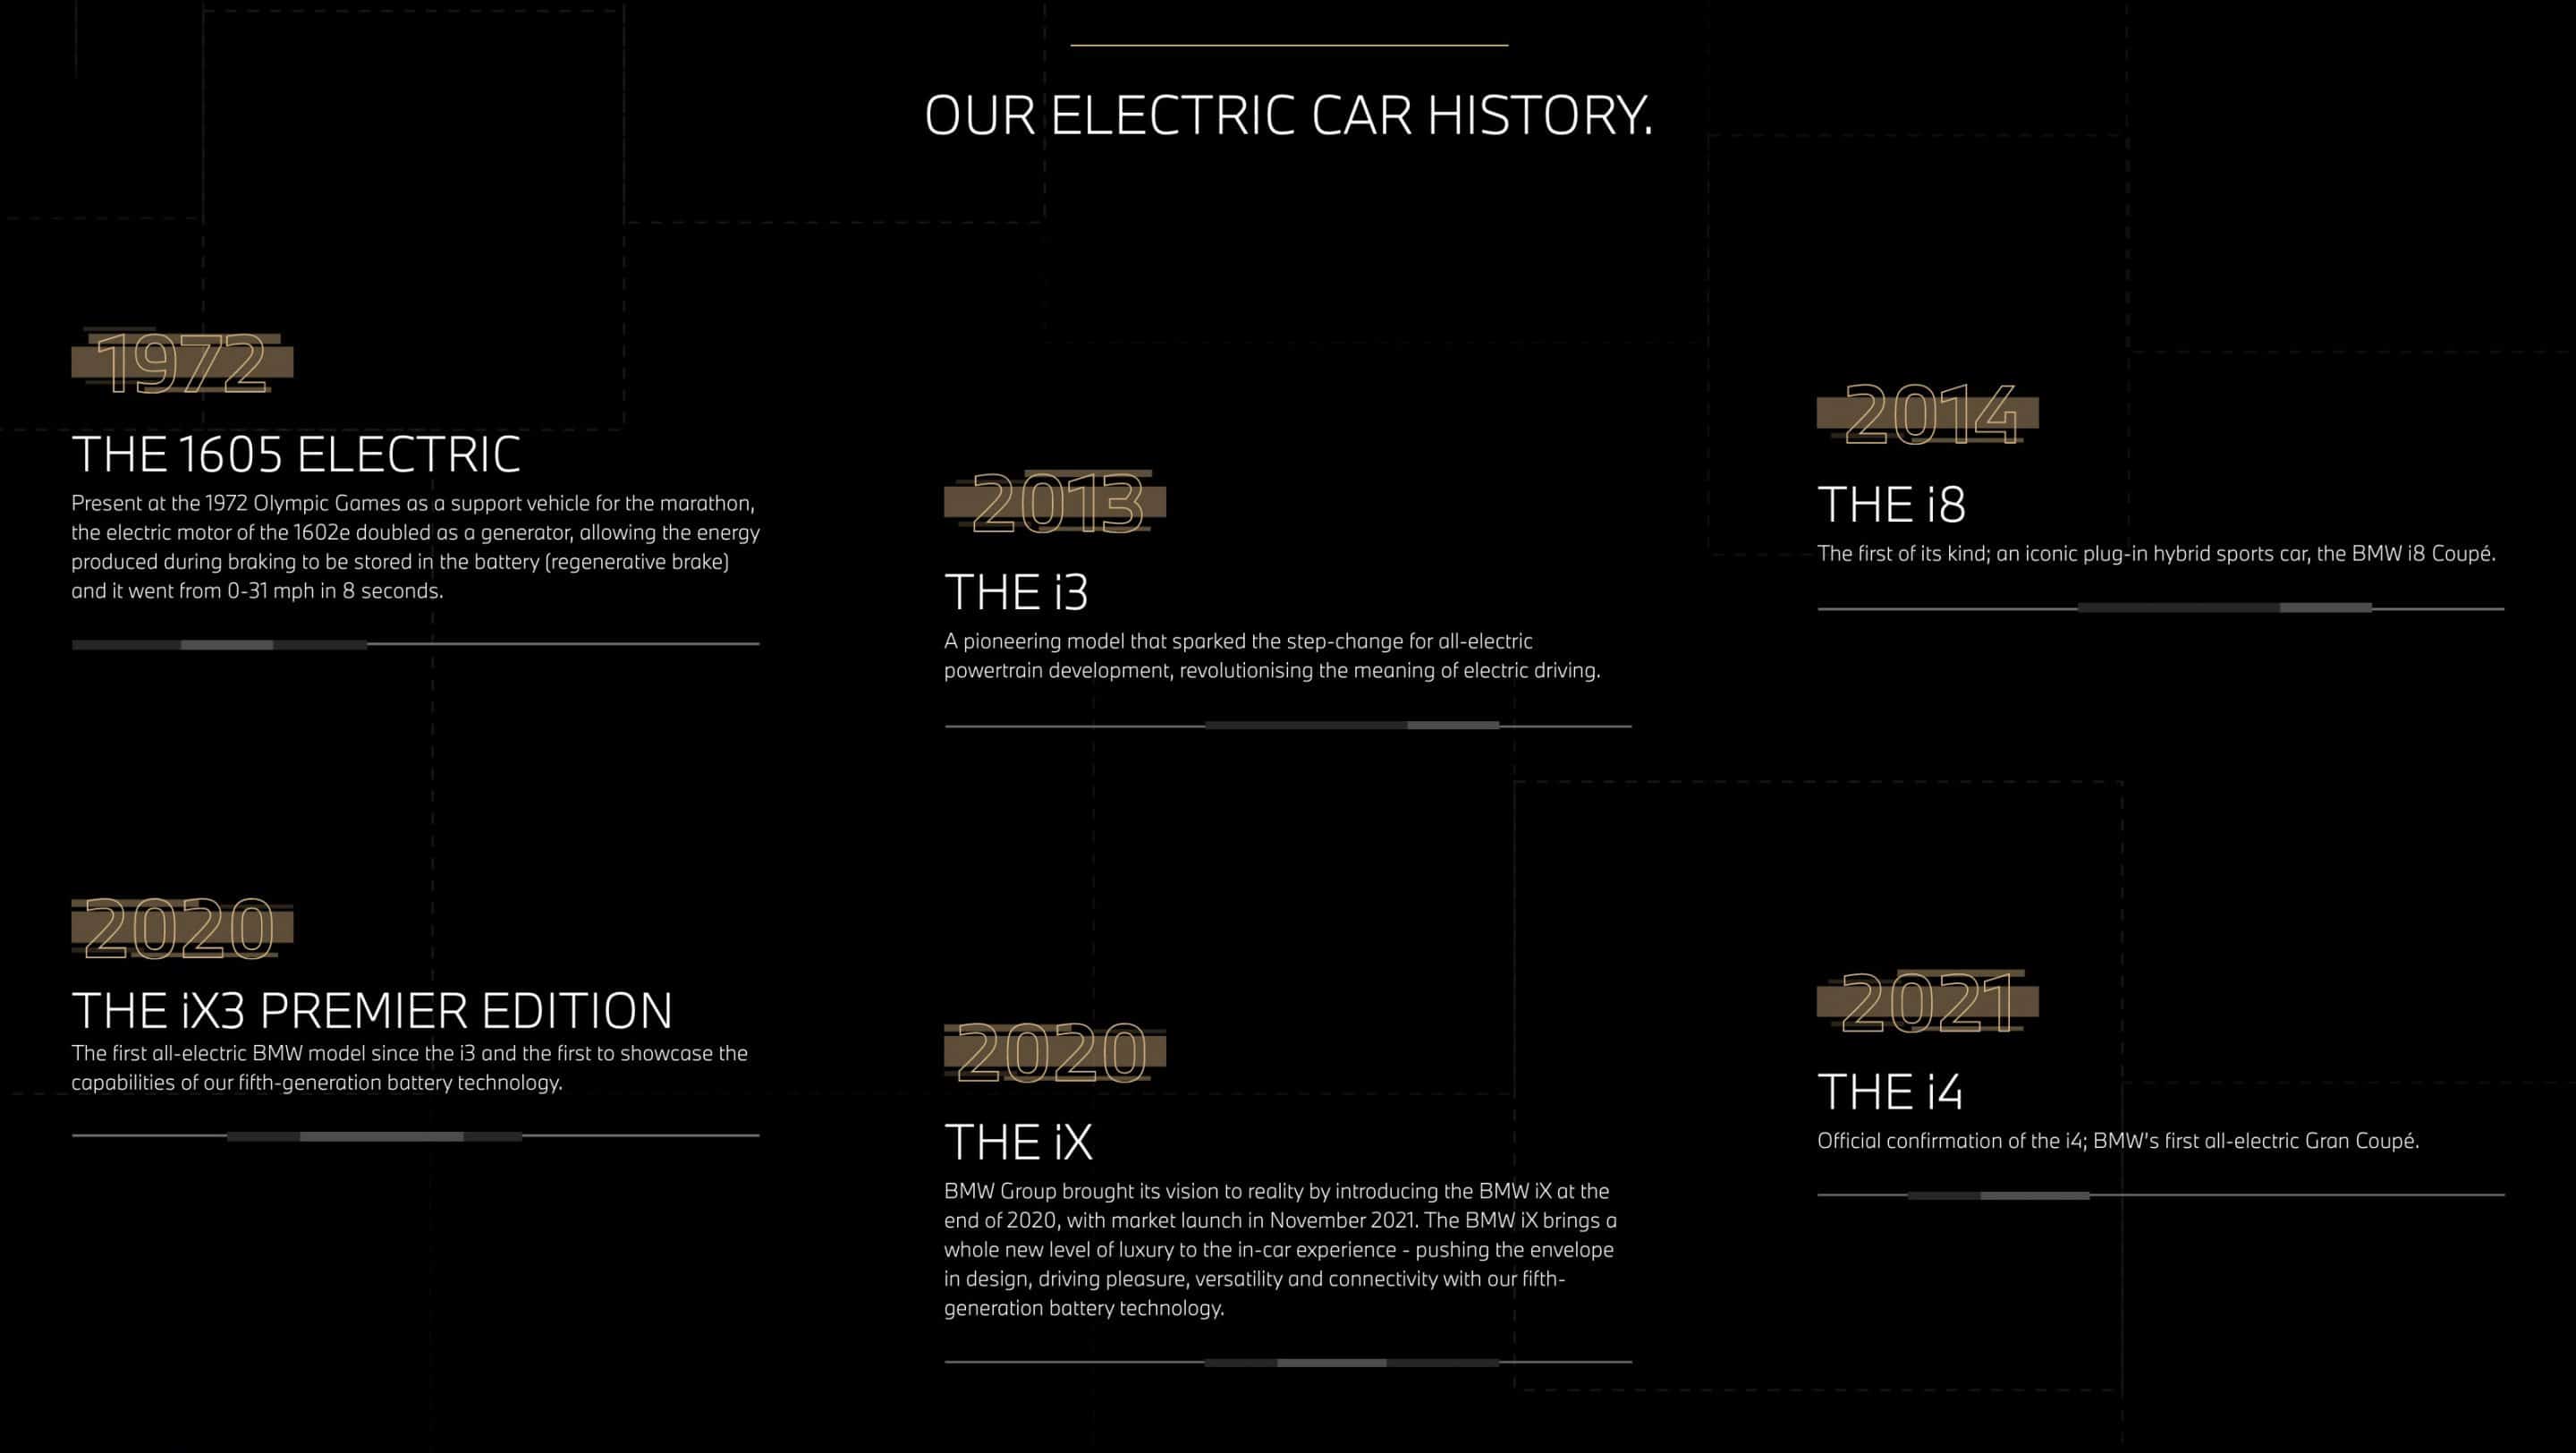 OUR ELECTRIC CAR HISTORY.
1972
THE 1605 ELECTRIC
Present at the 1972 Olympic Games as a support vehicle for the marathon,
the electric motor of the 1602e doubled as a generator, allowing the energy
produced during braking to be stored in the battery (regenerative brake)
and it went from 0-31 mph in 8 seconds.
2013
THE i3
A pioneering model that sparked the step-change for all-electric
powertrain development, revolutionising the meaning of electric driving.
2014
THE i8
The first of its kind; an iconic plug-in hybrid sports car, the BMW i8 Coupé.
2020
THE iX3 PREMIER EDITION
The first all-electric BMW model since the i3 and the first to showcase the
capabilities of our fifth-generation battery technology.
2020
THE iX
BMW Group brought its vision to reality by introducing the BMW iX at the
end of 2020, with market launch in November 2021. The BMW iX brings a
whole new level of luxury to the in-car experience - pushing the envelope
in design, driving pleasure, versatility and connectivity with our fifth-
generation battery technology.
2021
THE i4
Official confirmation of the i4; BMW's first all-electric Gran Coupé.